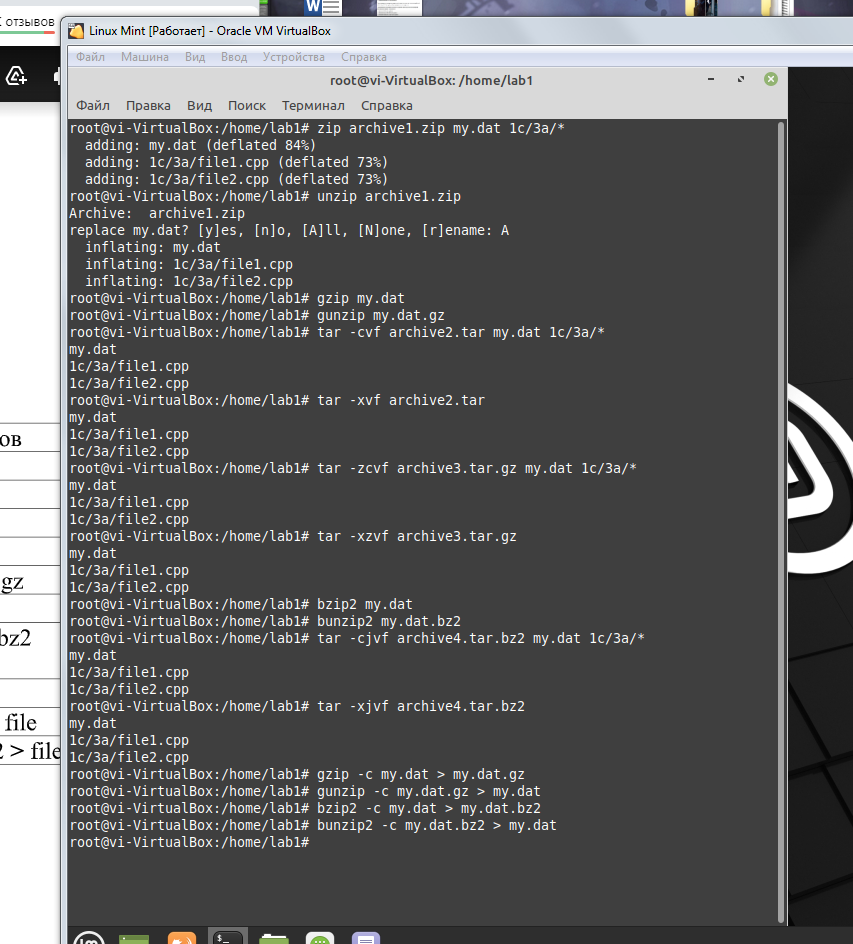 отзывов
W
Linux Mint [Работает] - Oracle VM VirtualBox
Файл Машина Вид Ввод Устройства Справка
root@vi-VirtualBox: /home/lab1
Файл Правка Вид Поиск Терминал Справка
root@vi-VirtualBox:/home/lab1# zip archive1.zip my.dat 1c/3a/*
adding: my.dat (deflated 84%)
adding: 1c/3a/file1.cpp (deflated 73%)
adding: 1c/3a/file2.cpp (deflated 73%)
root@vi-VirtualBox:/home/lab1# unzip archive1.zip
Archive:  archive1.zip
replace my.dat? [y]es, [n]o, [A]ll, [N]one, [r]ename: A
inflating: my.dat
inflating: 1c/3a/file1.cpp
inflating: 1c/3a/file2.cpp
root@vi-VirtualBox:/home/lab1# gzip my.dat
root@vi-VirtualBox:/home/lab1# gunzip my.dat.gz
root@vi-VirtualBox:/home/lab1# tar -cvf archive2.tar my.dat 1c/3a/*
my.dat
1c/3a/file1.cpp
1c/3a/file2.cpp
root@vi-VirtualBox:/home/lab1# tar -xvf archive2.tar
my.dat
1c/3a/file1.cpp
1c/3a/file2.cpp
root@vi-VirtualBox:/home/lab1# tar -zcvf archive3.tar.gz my.dat 1c/3a/*
my.dat
1c/3a/file1.cpp
1c/3a/file2.cpp
root@vi-VirtualBox:/home/lab1# tar -xzvf archive3.tar.gz
my.dat
1c/3a/file1.cpp
1c/3a/file2.cpp
root@vi-VirtualBox:/home/lab1# bzip2 my.dat
root@vi-VirtualBox:/home/lab1# bunzip2 my.dat.bz2
root@vi-VirtualBox:/home/lab1# tar -cjvf archive4.tar.bz2 my.dat 1c/3a/*
my.dat
1c/3a/file1.cpp
1c/3a/file2.cpp
root@vi-VirtualBox:/home/lab1# tar -xjvf archive4.tar.bz2
my.dat
1c/3a/file1.cpp
1c/3a/file2.cpp
root@vi-VirtualBox:/home/lab1# gzip -c my.dat > my.dat.gz
root@vi-VirtualBox:/home/lab1# gunzip -c my.dat.gz > my.dat
root@vi-VirtualBox:/home/lab1# bzip2 -c my.dat > my.dat.bz2
root@vi-VirtualBox:/home/lab1# bunzip2 -c my.dat.bz2 > my.dat
root@vi-VirtualBox:/home/lab1#
ов
gz
bz2
file
2 > file